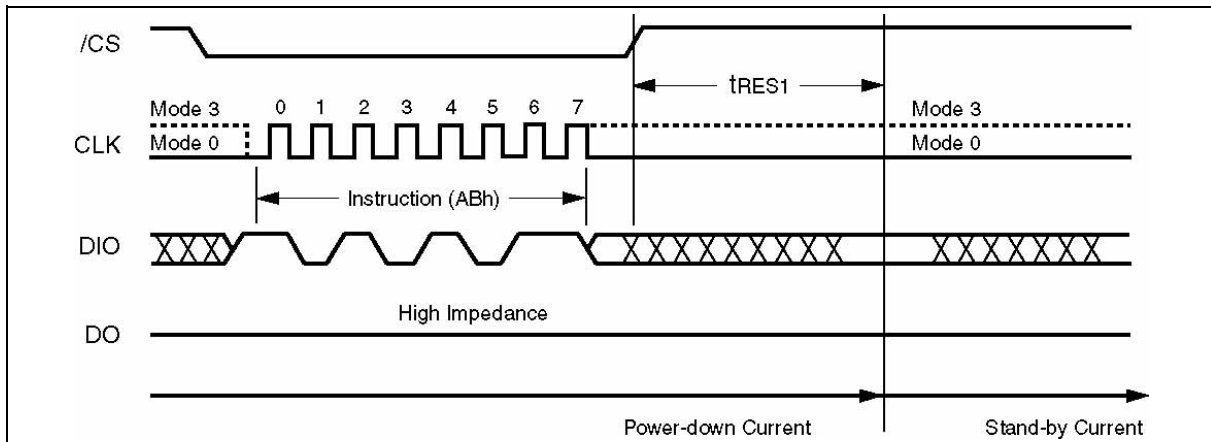 /CS
tRES1
Mode 3 0 1 2 3 4 5 6 7 Mode 3
CLK Mode 0 Mode 0
Instruction (ABh)
DIO
High Impedance
DO
Power-down Current Stand-by Current